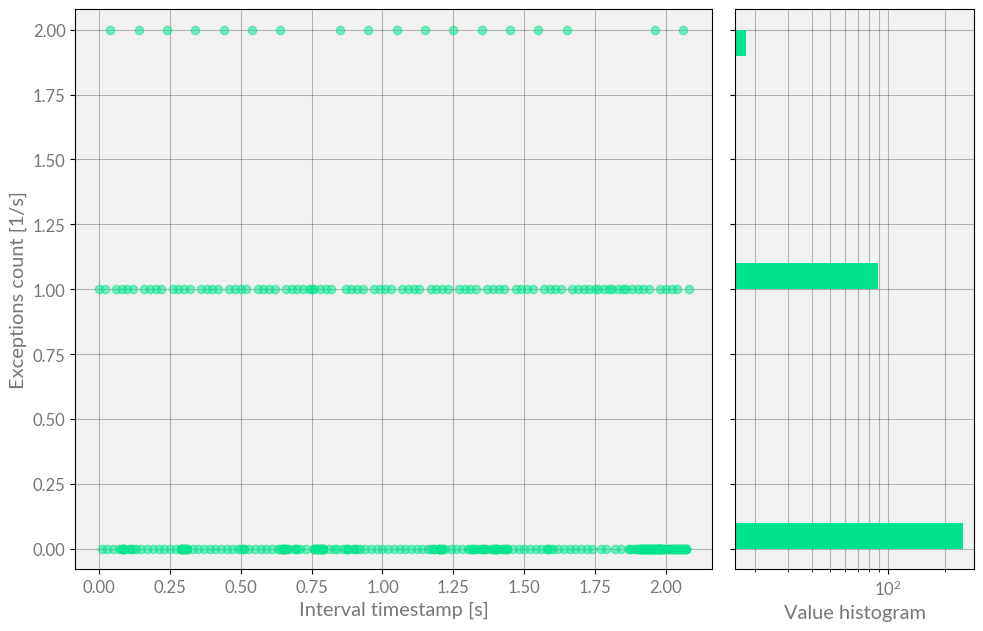 2.00
1.75
1.50
1.25
1.00
0.75
0.50
0.25
0.00
Exceptions count [1/s]
0.00 0.25 0.50 0.75 1.00 1.25 1.50 1.75 2.00
Interval timestamp [s]
10²
Value histogram